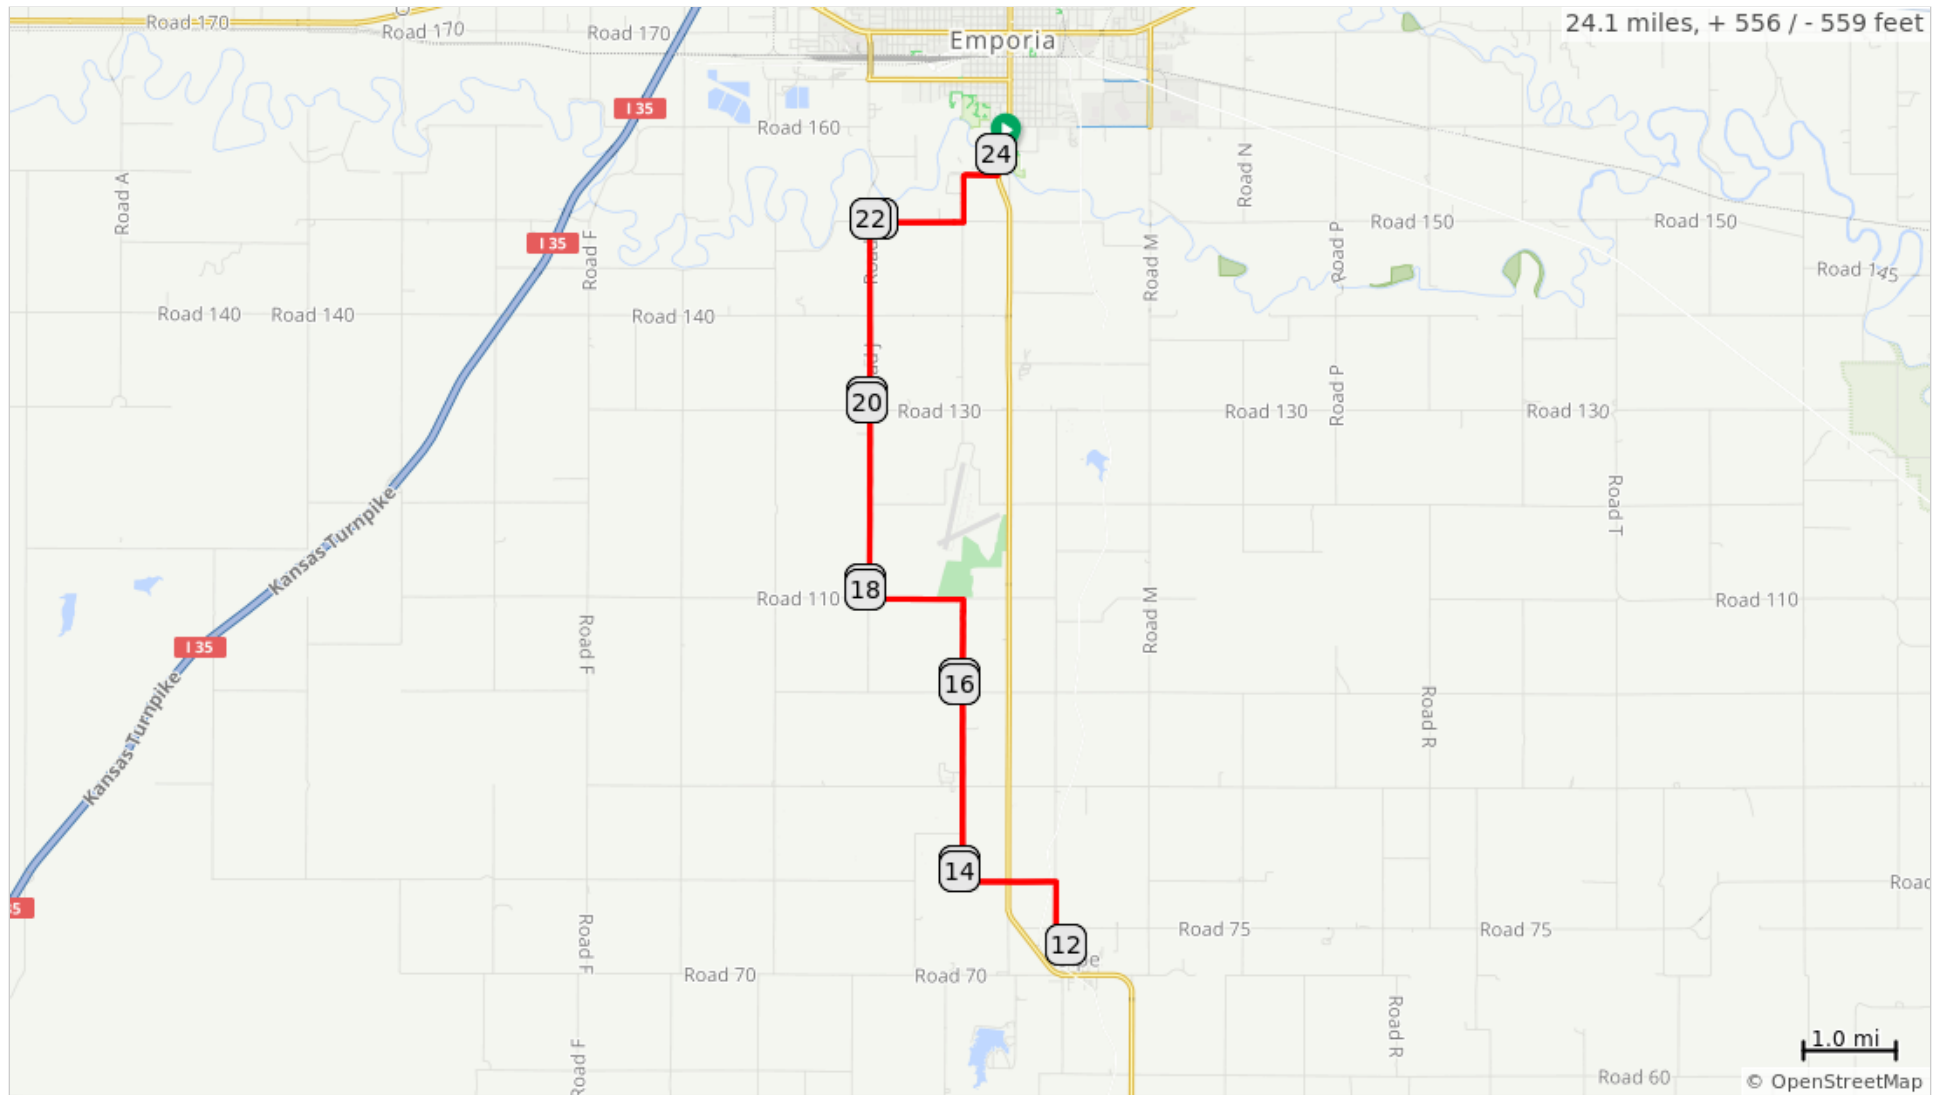 Road 170
Road 170
Road 170
Emporia
24.1 miles, + 556 / - 559 feet
I 35
Road 160
24
Road A
Road N
22
Road 150
Road 150
I 35
Road F
Road M
Road P
Road 145
Road 140
Road 140
Road 140
20
Road 130
Road P
Road 130
Road 130
Kansas Turnpike
Road T
18
Road 110
Road M
Road 110
I 35
Road F
16
Road R
Kansas Turnpike
14
12
Road 75
Road 75
Road F
Road 70
Road 70
Road R
Road F
1.0 mi
Road 60
© OpenStreetMap